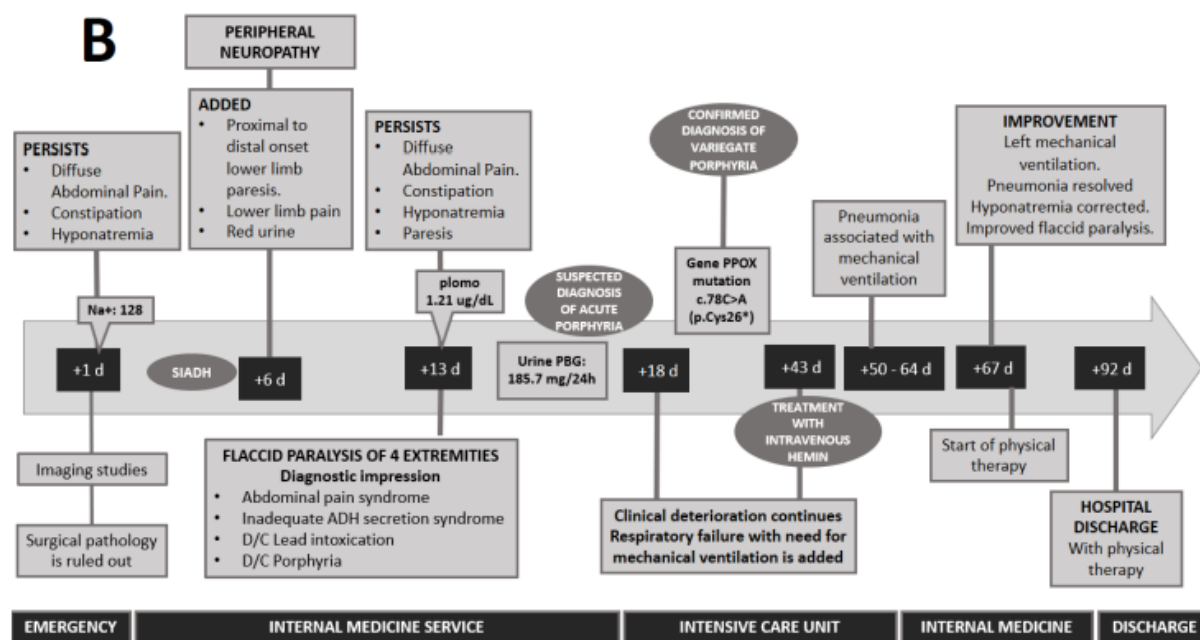 B
PERIPHERAL
NEUROPATHY
PERSISTS
• Diffuse
Abdominal Pain.
• Constipation
• Hyponatremia
ADDED
• Proximal to
distal onset
lower limb
paresis.
• Lower limb pain
• Red urine
PERSISTS
• Diffuse
Abdominal Pain.
• Constipation
• Hyponatremia
• Paresis
CONFIRMED
DIAGNOSIS OF
VARIEGATE
PORPHYRIA
IMPROVEMENT
Left mechanical
ventilation.
Pneumonia resolved
Hyponatremia corrected.
Improved flaccid paralysis.
Pneumonia
associated with
mechanical
ventilation
Gene PPOX
mutation
c.78C>A
(p.Cys26*)
SUSPECTED
DIAGNOSIS
OF ACUTE
PORPHYRIA
plomo
1.21 ug/dL
Na+: 128
+1 d
SIADH
+6 d
+13 d
Urine PBG:
185.7 mg/24h
+18 d
+43 d
+50 - 64 d
+67 d
+92 d
TREATMENT
WITH
INTRAVENOUS
HEMIN
Imaging studies
Surgical pathology
is ruled out
FLACCID PARALYSIS OF 4 EXTREMITIES
Diagnostic impression
• Abdominal pain syndrome
• Inadequate ADH secretion syndrome
• D/C Lead intoxication
• D/C Porphyria
Clinical deterioration continues
Respiratory failure with need for
mechanical ventilation is added
Start of physical
therapy
HOSPITAL
DISCHARGE
With physical
therapy
EMERGENCY
INTERNAL MEDICINE SERVICE
INTENSIVE CARE UNIT
INTERNAL MEDICINE
DISCHARGE